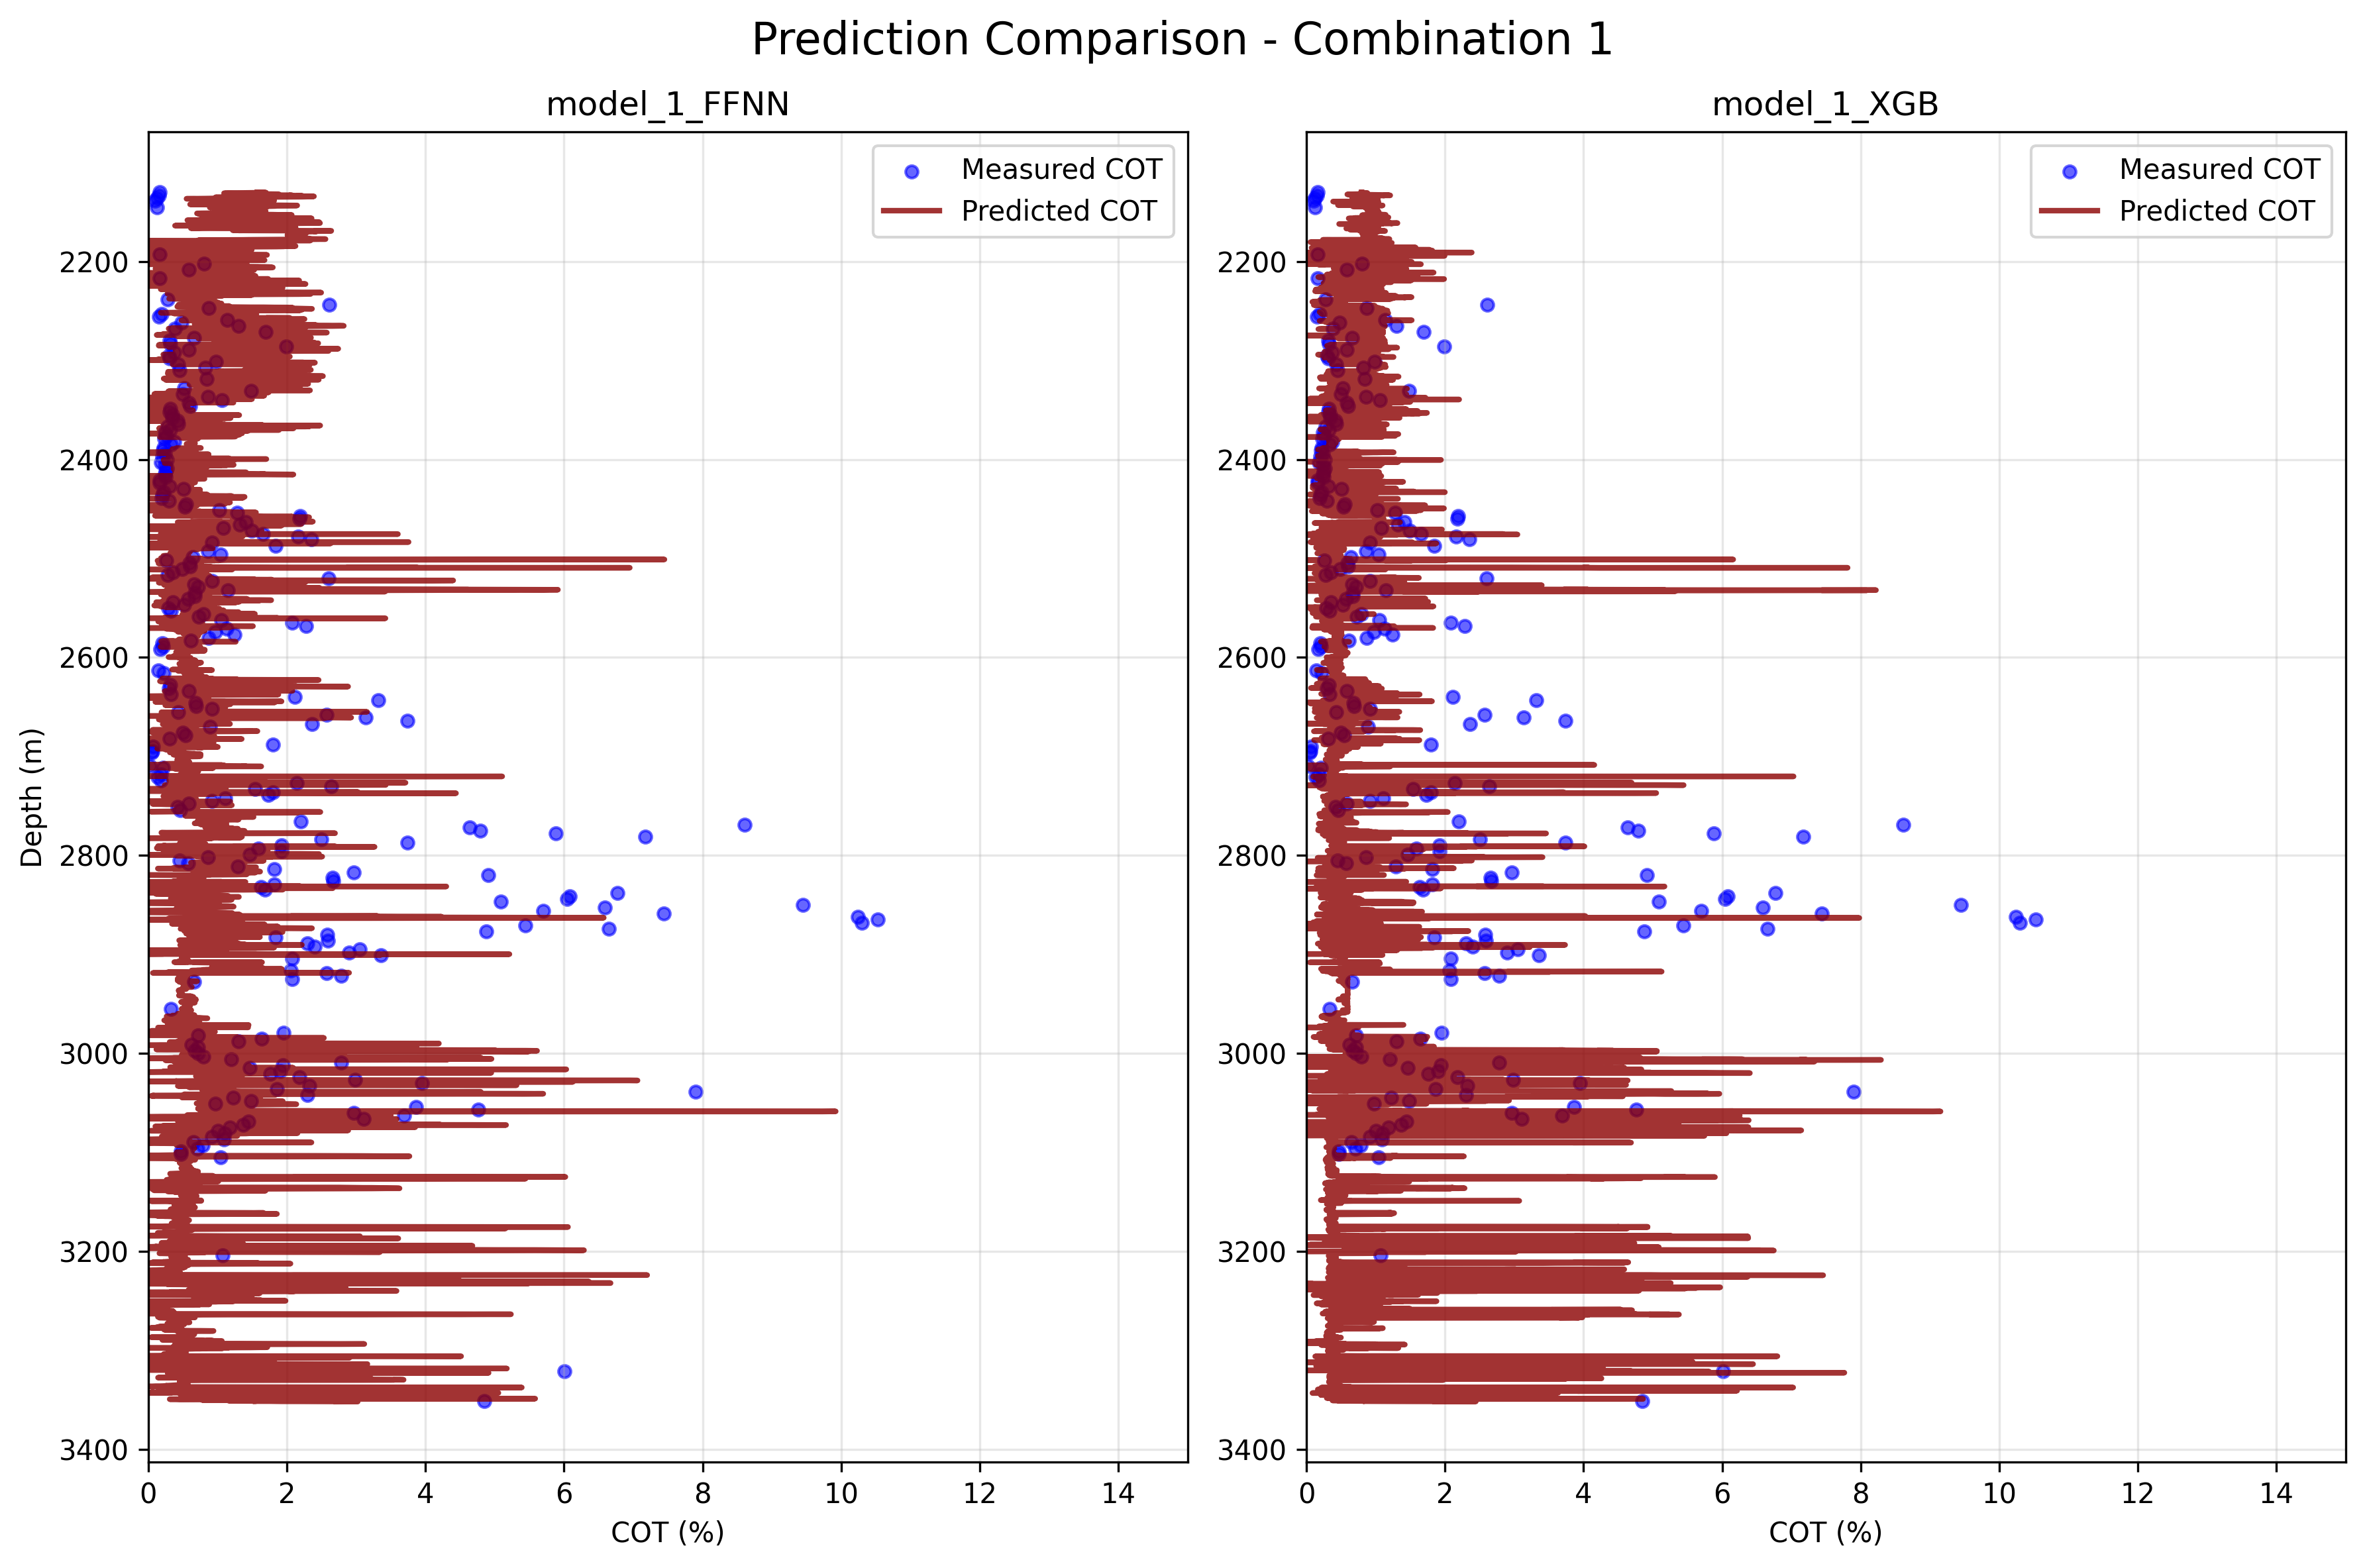 Prediction Comparison - Combination 1
model_1_FFNN
model_1_XGB
Measured COT
Predicted COT
Measured COT
Predicted COT
Depth (m)
2200
2400
2600
2800
3000
3200
3400
2200
2400
2600
2800
3000
3200
3400
0 2 4 6 8 10 12 14
0 2 4 6 8 10 12 14
COT (%)
COT (%)